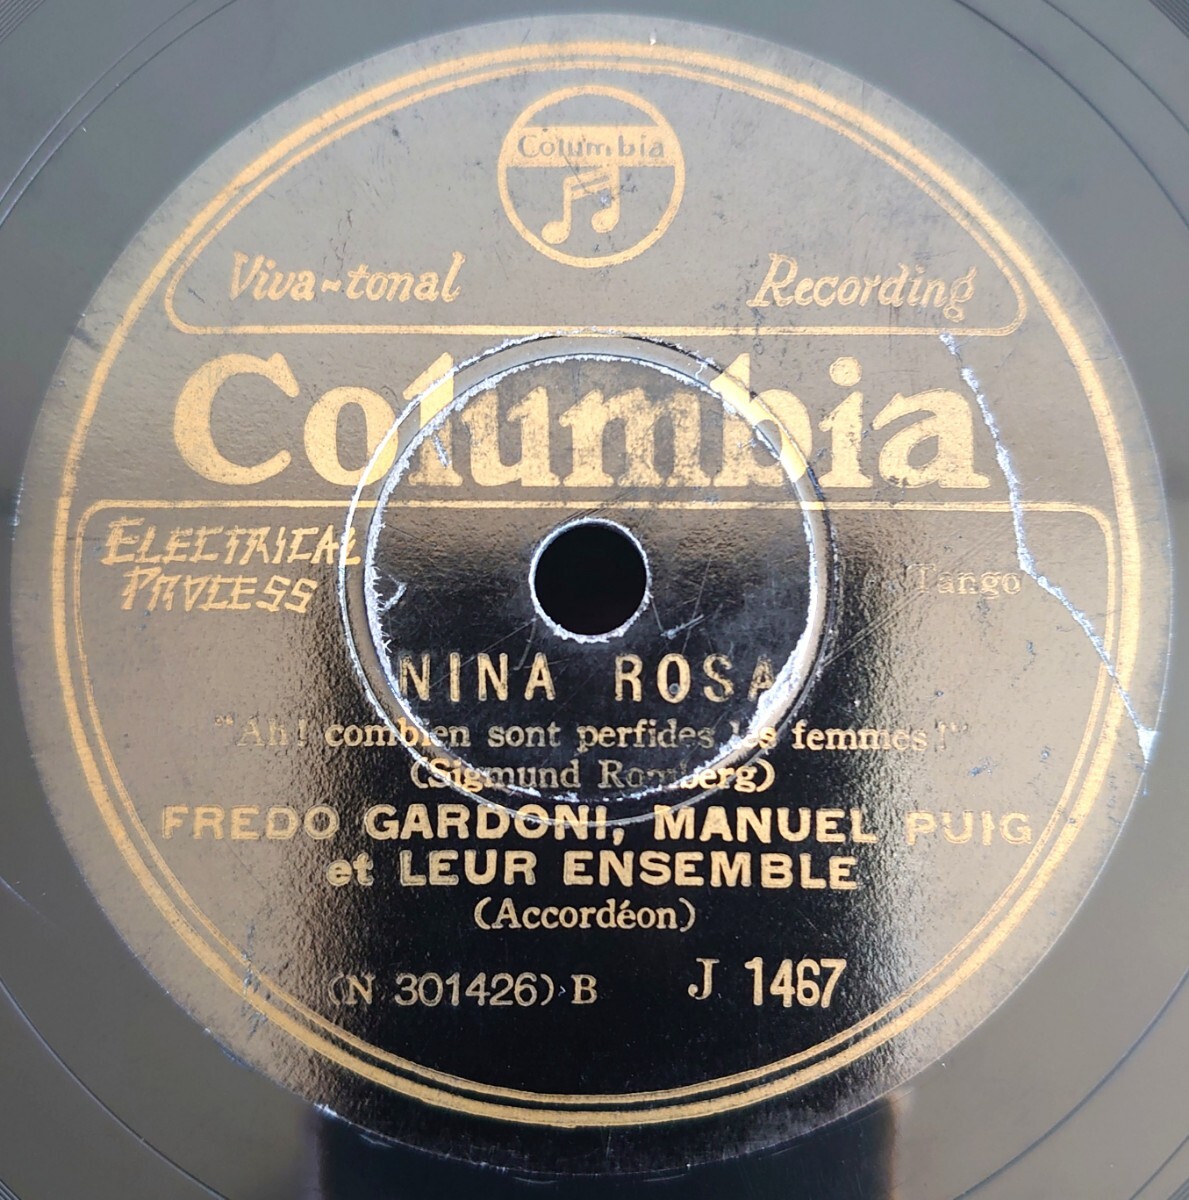 Columbia
Viva-tonal Recording
Columbia
ELECTRICAL
PROCESS
Tango
NINA ROSA
"Ah! combien sont perfides les femmes!"
(Sigmund Romberg)
FREDO GARDONI, MANUEL PUIG
et LEUR ENSEMBLE
(Accordéon)
(N 301426) B J 1467